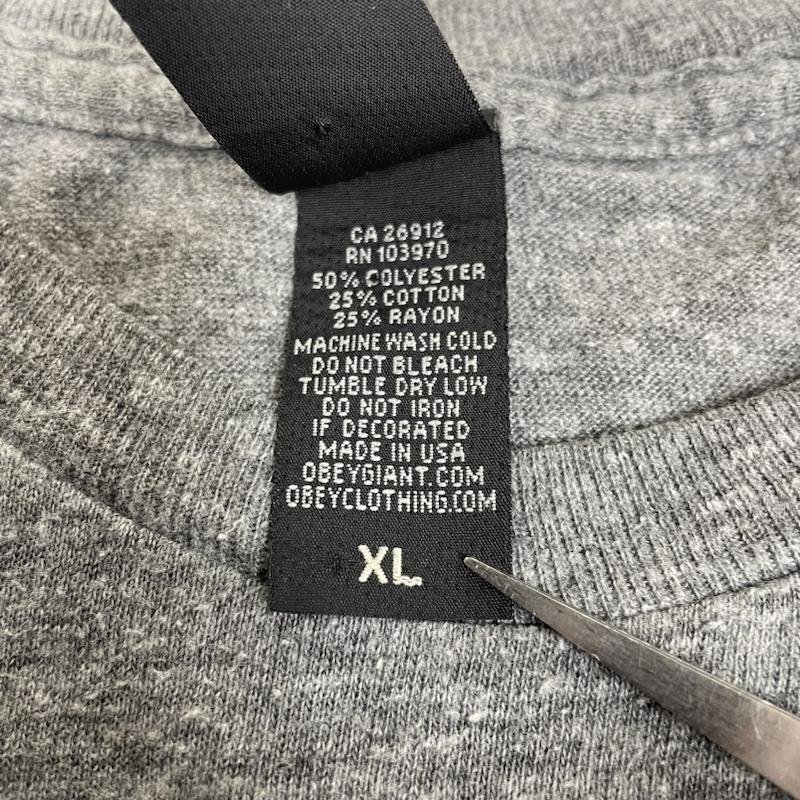 CA 26912
RN 103970
50% COLYESTER
25% COTTON
25% RAYON
MACHINE WASH COLD
DO NOT BLEACH
TUMBLE DRY LOW
DO NOT IRON
IF DECORATED
MADE IN USA
OBEYGIANT.COM
OBEYCLOTHING.COM
XL